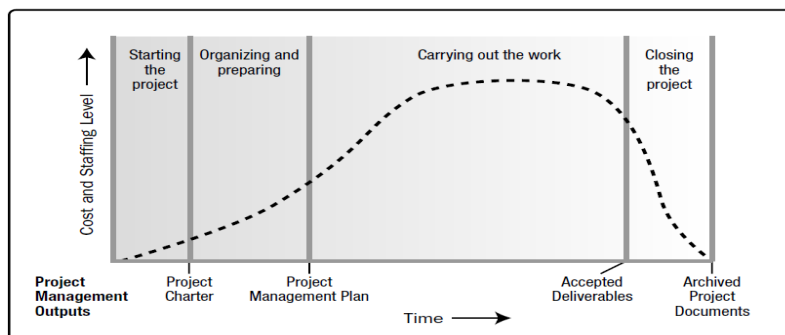 Starting
the
project
Organizing and
preparing
Carrying out the work
Closing
the
project
Cost and Staffing Level
Project
Management
Outputs
Project
Charter
Project
Management Plan
Time
Accepted
Deliverables
Archived
Project
Documents